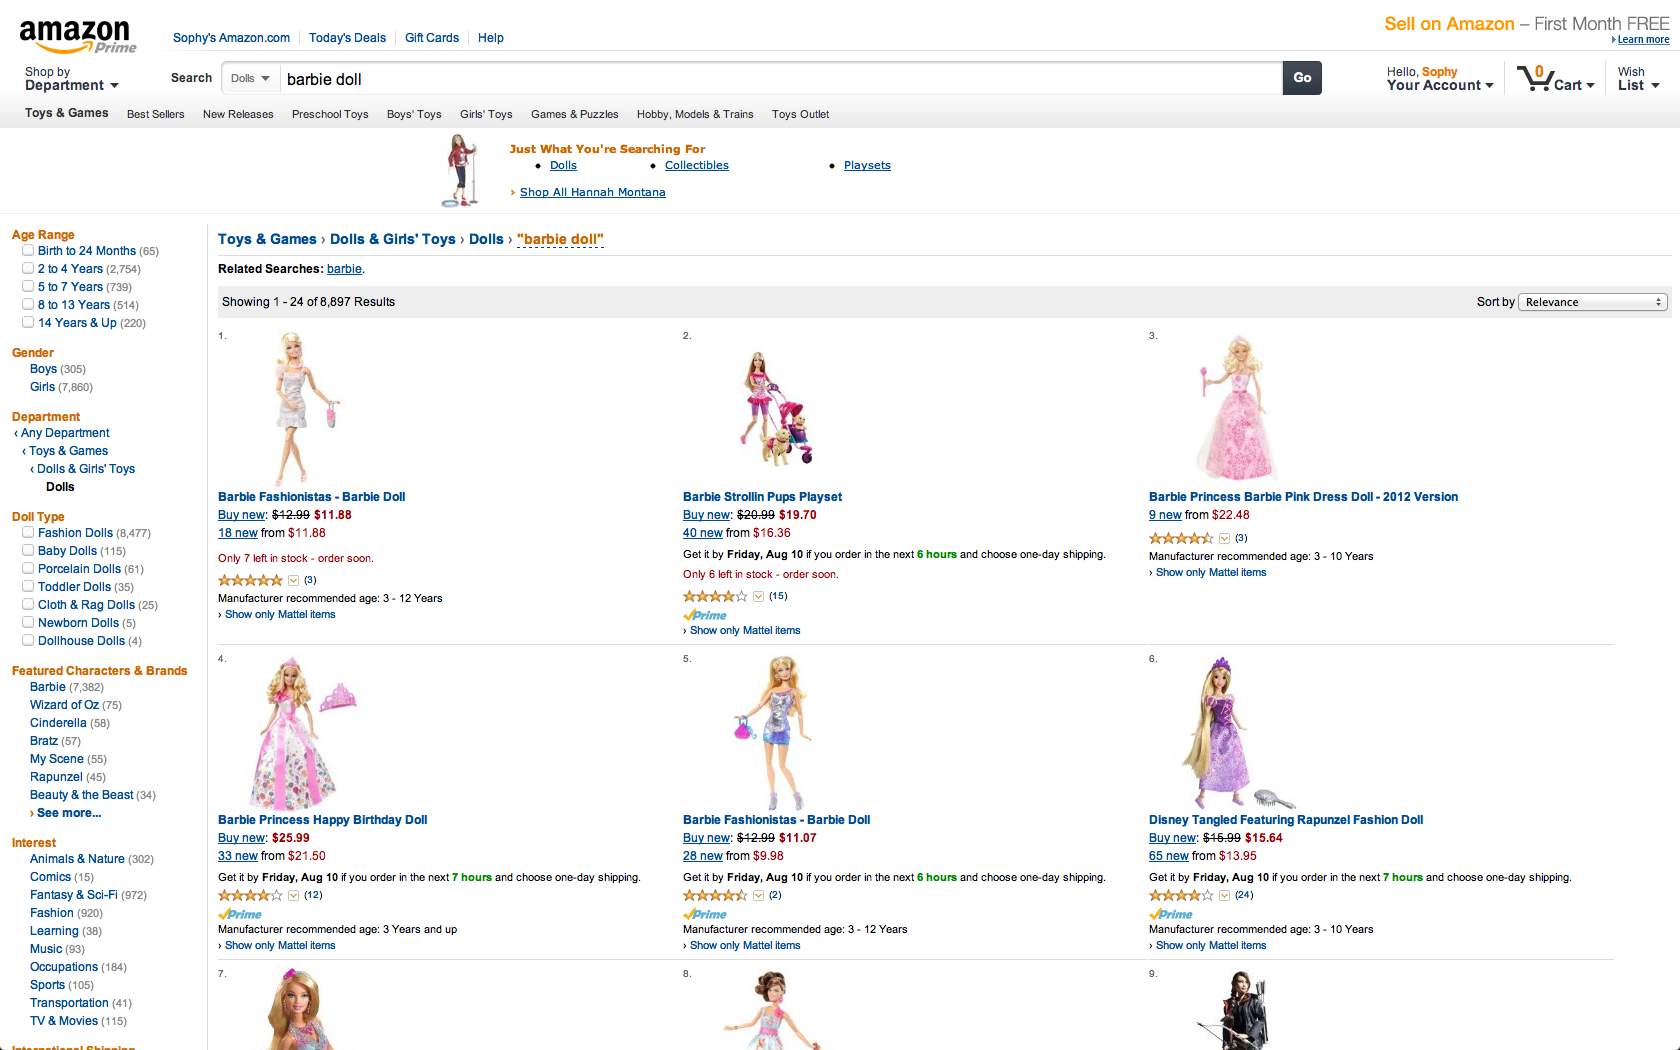 amazon
Prime
Sophy's Amazon.com
Today's Deals
Gift Cards
Help
Sell on Amazon – First Month FREE
Learn more
Shop by
Department
Search
Dolls
barbie doll
Go
Hello, Sophy
Your Account
0
Cart
Wish
List
Toys & Games
Best Sellers
New Releases
Preschool Toys
Boys' Toys
Girls' Toys
Games & Puzzles
Hobby, Models & Trains
Toys Outlet
Just What You're Searching For
• Dolls
• Collectibles
• Playsets
› Shop All Hannah Montana
Age Range
Birth to 24 Months (65)
2 to 4 Years (2,754)
5 to 7 Years (739)
8 to 13 Years (514)
14 Years & Up (220)
Gender
Boys (305)
Girls (7,860)
Department
‹ Any Department
‹ Toys & Games
‹ Dolls & Girls' Toys
Dolls
Doll Type
Fashion Dolls (8,477)
Baby Dolls (115)
Porcelain Dolls (61)
Toddler Dolls (35)
Cloth & Rag Dolls (25)
Newborn Dolls (5)
Dollhouse Dolls (4)
Featured Characters & Brands
Barbie (7,382)
Wizard of Oz (75)
Cinderella (58)
Bratz (57)
My Scene (55)
Rapunzel (45)
Beauty & the Beast (34)
› See more...
Interest
Animals & Nature (302)
Comics (15)
Fantasy & Sci-Fi (972)
Fashion (920)
Learning (38)
Music (93)
Occupations (184)
Sports (105)
Transportation (41)
TV & Movies (115)
International Shipping
Toys & Games › Dolls & Girls' Toys › Dolls › "barbie doll"
Related Searches: barbie.
Showing 1 - 24 of 8,897 Results
Sort by Relevance
1.
Barbie Fashionistas - Barbie Doll
Buy new: $12.99 $11.88
18 new from $11.88
Only 7 left in stock - order soon.
(3)
Manufacturer recommended age: 3 - 12 Years
› Show only Mattel items
2.
Barbie Strollin Pups Playset
Buy new: $20.99 $19.70
40 new from $16.36
Get it by Friday, Aug 10 if you order in the next 6 hours and choose one-day shipping.
Only 6 left in stock - order soon.
(15)
Prime
› Show only Mattel items
3.
Barbie Princess Barbie Pink Dress Doll - 2012 Version
9 new from $22.48
(3)
Manufacturer recommended age: 3 - 10 Years
› Show only Mattel items
4.
Barbie Princess Happy Birthday Doll
Buy new: $25.99
33 new from $21.50
Get it by Friday, Aug 10 if you order in the next 7 hours and choose one-day shipping.
(12)
Prime
Manufacturer recommended age: 3 Years and up
› Show only Mattel items
5.
Barbie Fashionistas - Barbie Doll
Buy new: $12.99 $11.07
28 new from $9.98
Get it by Friday, Aug 10 if you order in the next 6 hours and choose one-day shipping.
(2)
Prime
Manufacturer recommended age: 3 - 12 Years
› Show only Mattel items
6.
Disney Tangled Featuring Rapunzel Fashion Doll
Buy new: $15.99 $15.64
65 new from $13.95
Get it by Friday, Aug 10 if you order in the next 7 hours and choose one-day shipping.
(24)
Prime
Manufacturer recommended age: 3 - 10 Years
› Show only Mattel items
7.
8.
9.